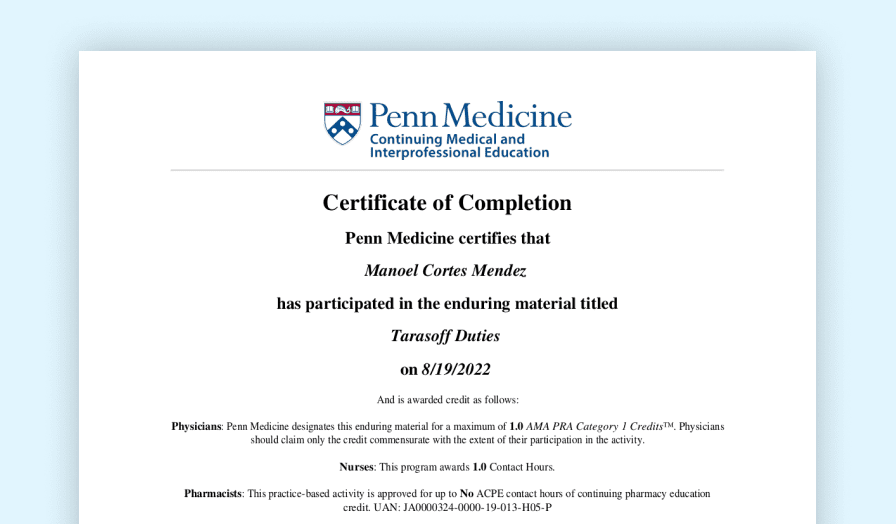 Penn Medicine
Continuing Medical and
Interprofessional Education
Certificate of Completion
Penn Medicine certifies that
Manoel Cortes Mendez
has participated in the enduring material titled
Tarasoff Duties
on 8/19/2022
And is awarded credit as follows:
Physicians: Penn Medicine designates this enduring material for a maximum of 1.0 AMA PRA Category 1 Credits™. Physicians
should claim only the credit commensurate with the extent of their participation in the activity.
Nurses: This program awards 1.0 Contact Hours.
Pharmacists: This practice-based activity is approved for up to No ACPE contact hours of continuing pharmacy education
credit. UAN: JA0000324-0000-19-013-H05-P